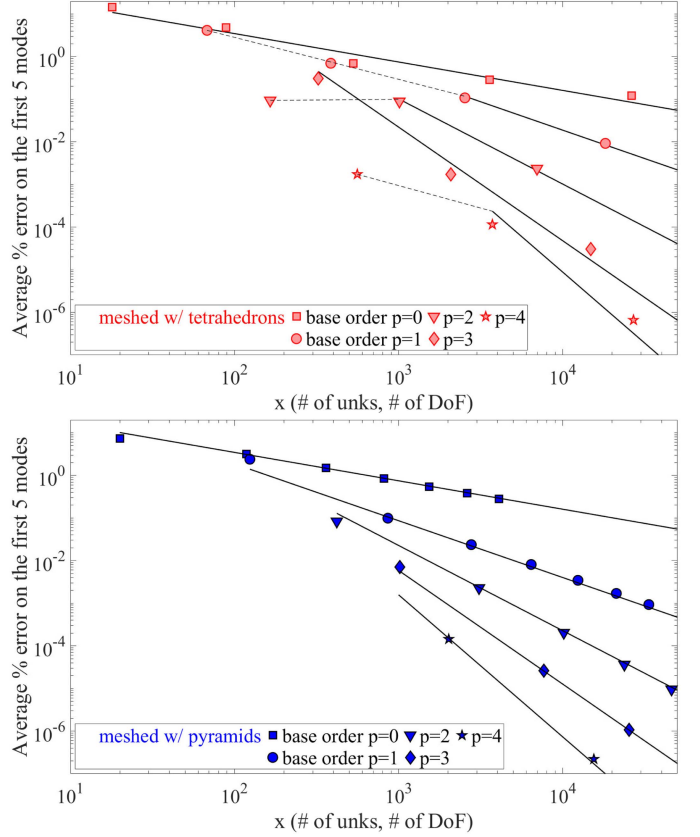 Average % error on the first 5 modes
10^0
10^-2
10^-4
10^-6
meshed w/ tetrahedrons
base order p=0
p=2
p=4
base order p=1
p=3
10^1
10^2
10^3
10^4
x (# of unks, # of DoF)
Average % error on the first 5 modes
10^0
10^-2
10^-4
10^-6
meshed w/ pyramids
base order p=0
p=2
p=4
base order p=1
p=3
10^1
10^2
10^3
10^4
x (# of unks, # of DoF)